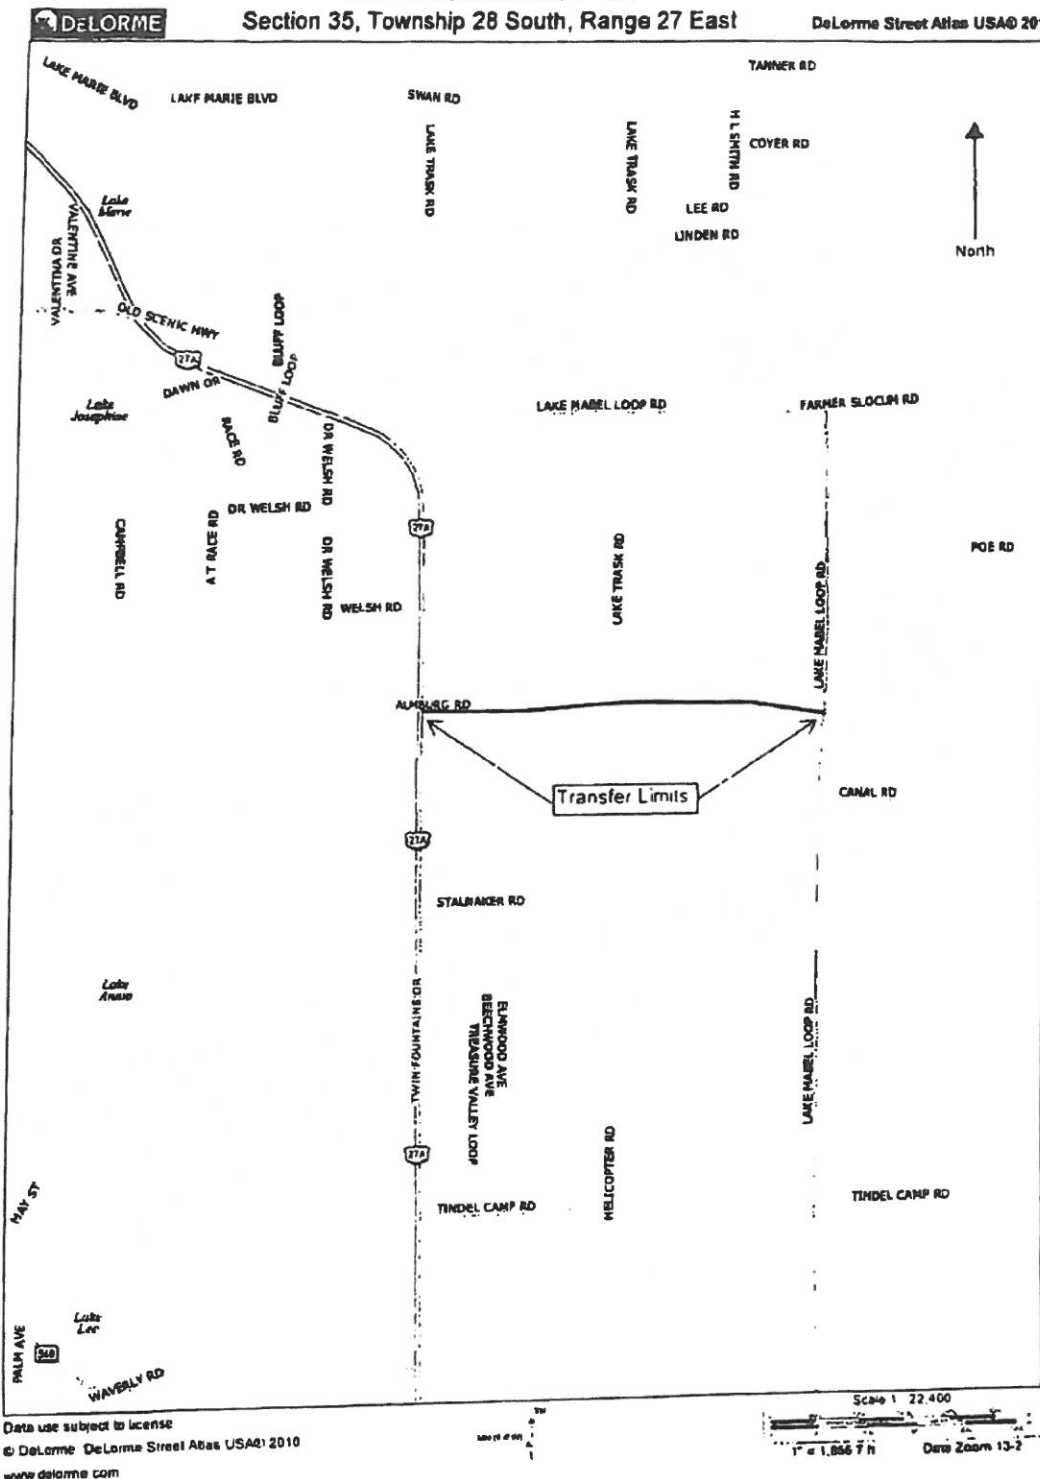 DELORME
Section 35, Township 28 South, Range 27 East
DeLorme Street Atlas USA® 20
LAKE MARIE BLVD
LAKE MARIE BLVD
SWAN RD
TANNER RD
LAKE TRASK RD
LAKE TRASK RD
H L SMITH RD
COYER RD
LEE RD
LINDEN RD
North
Lake
Marie
VALENTINA DR
VALENTINE AVE
OLD SCENIC HWY
BLUFF LOOP
BLUFF LOOP
27A
DAWN DR
Lake
Josephine
LAKE MABEL LOOP RD
FARMER SLOCUM RD
RACE RD
DR WELSH RD
DR WELSH RD
27A
CAMPBELL RD
A T RACE RD
DR WELSH RD
WELSH RD
LAKE TRASK RD
LAKE MABEL LOOP RD
POE RD
ALMBURG RD
Transfer Limits
CANAL RD
27A
STALNAKER RD
Lake
Annie
TWIN FOUNTAINS DR
ELMWOOD AVE
BEECHWOOD AVE
TREASURE VALLEY LOOP
LAKE MABEL LOOP RD
27A
HELICOPTER RD
MAY ST
TINDEL CAMP RD
TINDEL CAMP RD
Lake
Lee
PALM AVE
540
WAVERLY RD
Data use subject to license
© DeLorme DeLorme Street Atlas USA® 2010
www.delorme.com
TN
Scale 1 22,400
1" = 1,866.7 ft
Data Zoom 13-2